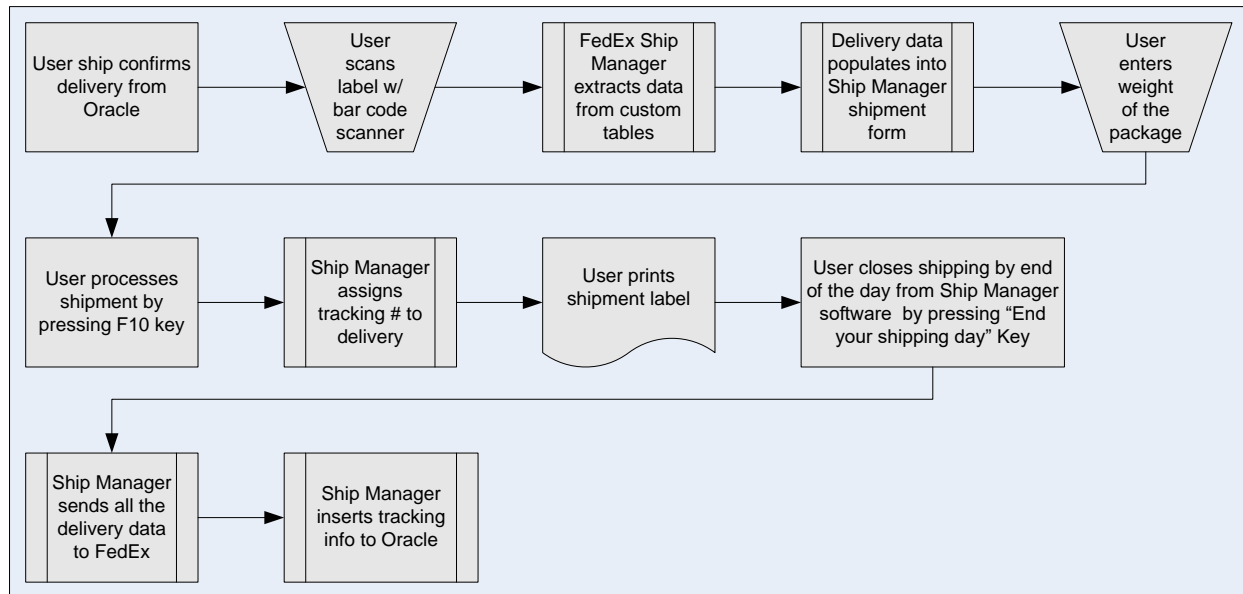 User ship confirms
delivery from
Oracle
User
scans
label w/
bar code
scanner
FedEx Ship
Manager
extracts data
from custom
tables
Delivery data
populates into
Ship Manager
shipment
form
User
enters
weight
of the
package
User processes
shipment by
pressing F10 key
Ship Manager
assigns
tracking # to
delivery
User prints
shipment label
User closes shipping by end
of the day from Ship Manager
software by pressing “End
your shipping day” Key
Ship Manager
sends all the
delivery data
to FedEx
Ship Manager
inserts tracking
info to Oracle